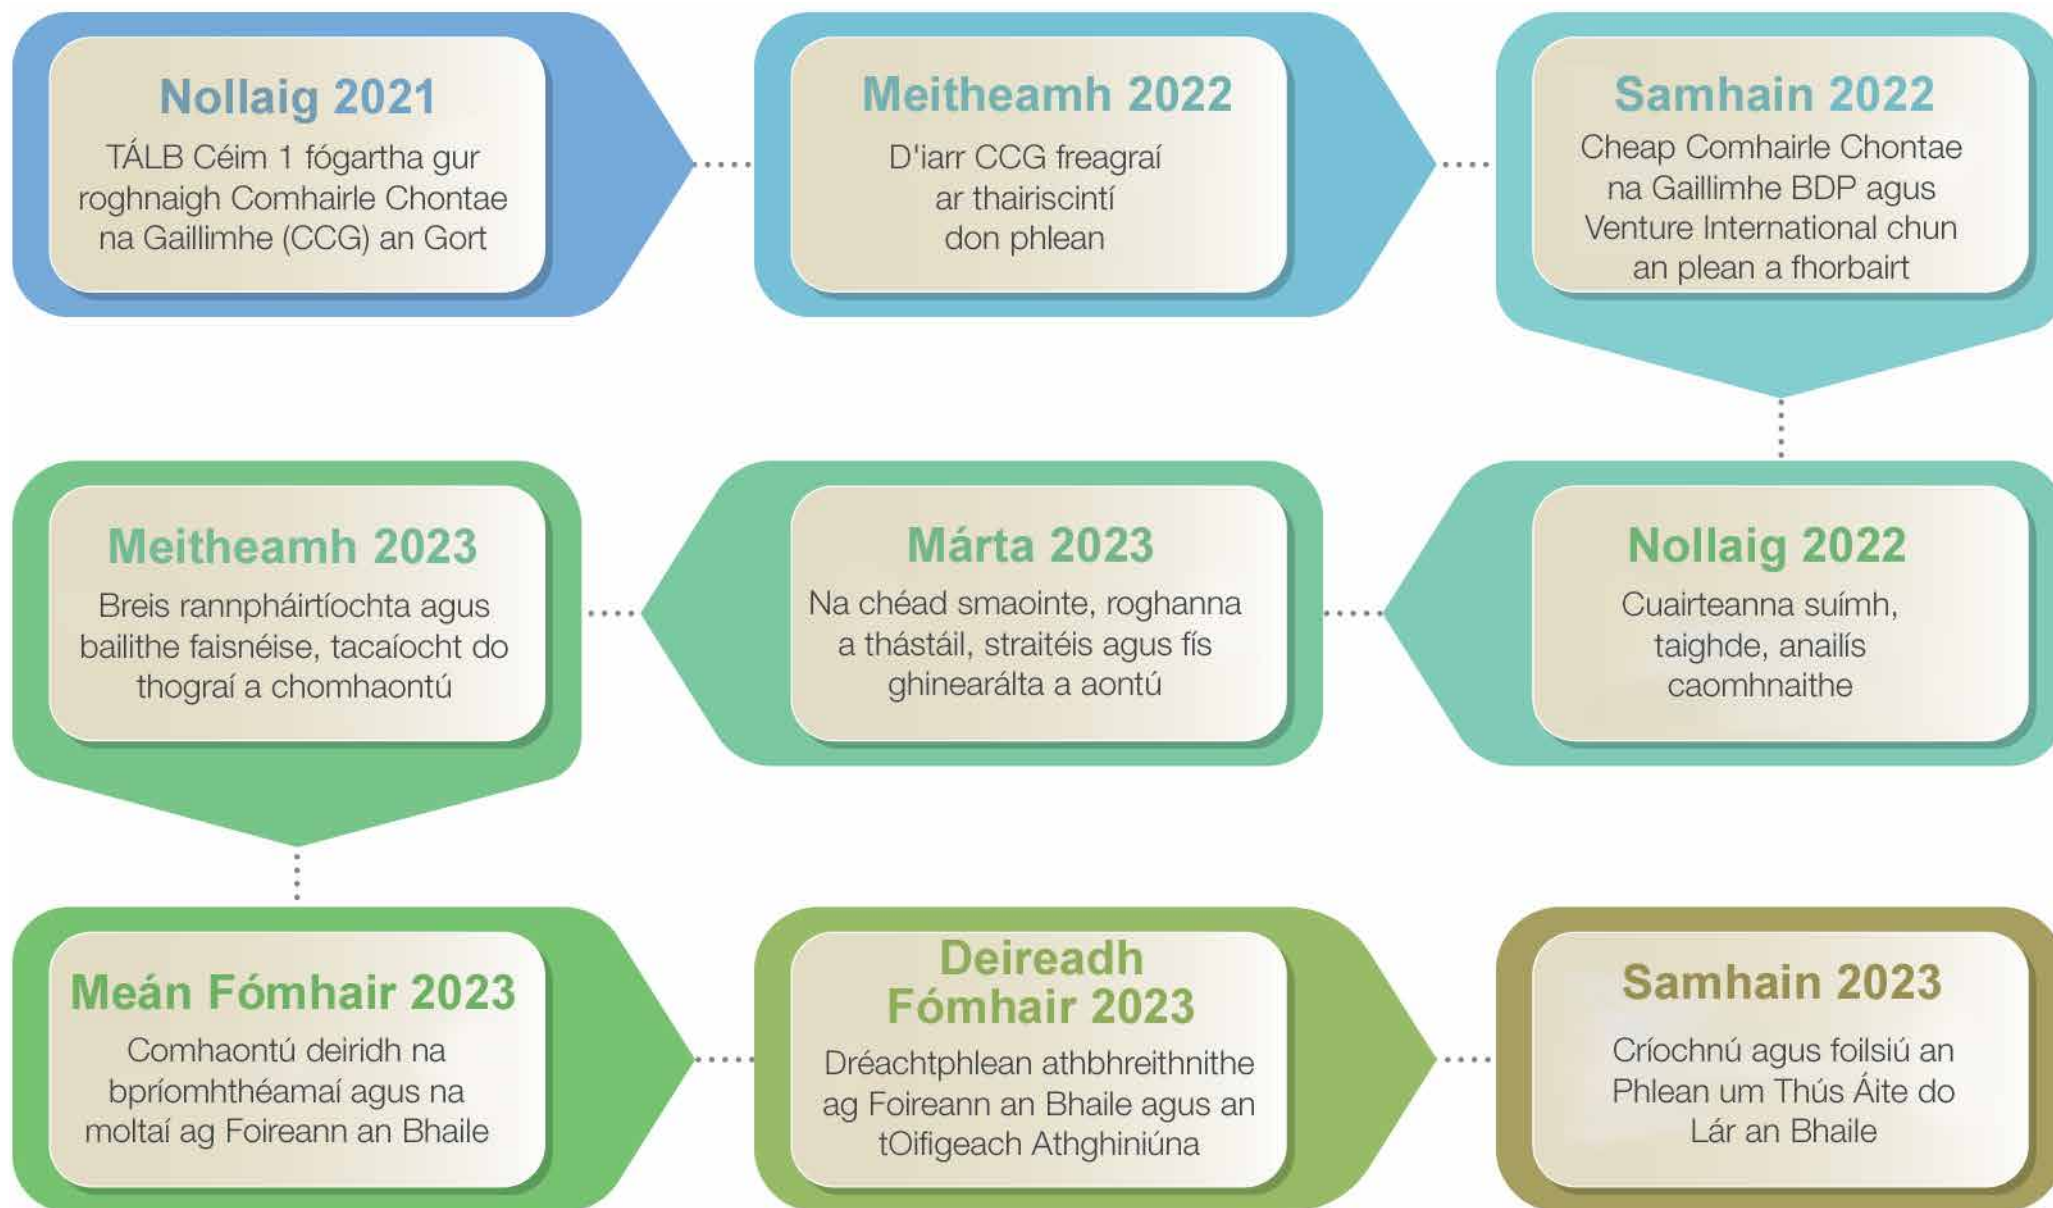 Nollaig 2021
TÁLB Céim 1 fógartha gur
roghnaigh Comhairle Chontae
na Gaillimhe (CCG) an Gort
Meitheamh 2022
D'iarr CCG freagraí
ar thairiscintí
don phlean
Samhain 2022
Cheap Comhairle Chontae
na Gaillimhe BDP agus
Venture International chun
an plean a fhorbairt
Nollaig 2022
Cuairteanna suímh,
taighde, anailís
caomhnaithe
Márta 2023
Na chéad smaointe, roghanna
a thástáil, straitéis agus fís
ghinearálta a aontú
Meitheamh 2023
Breis rannpháirtíochta agus
bailithe faisnéise, tacaíocht do
thograí a chomhaontú
Meán Fómhair 2023
Comhaontú deiridh na
bpríomhthéamaí agus na
moltaí ag Foireann an Bhaile
Deireadh
Fómhair 2023
Dréachtphlean athbhreithnithe
ag Foireann an Bhaile agus an
tOifigeach Athghiniúna
Samhain 2023
Críochnú agus foilsiú an
Phlean um Thús Áite do
Lár an Bhaile